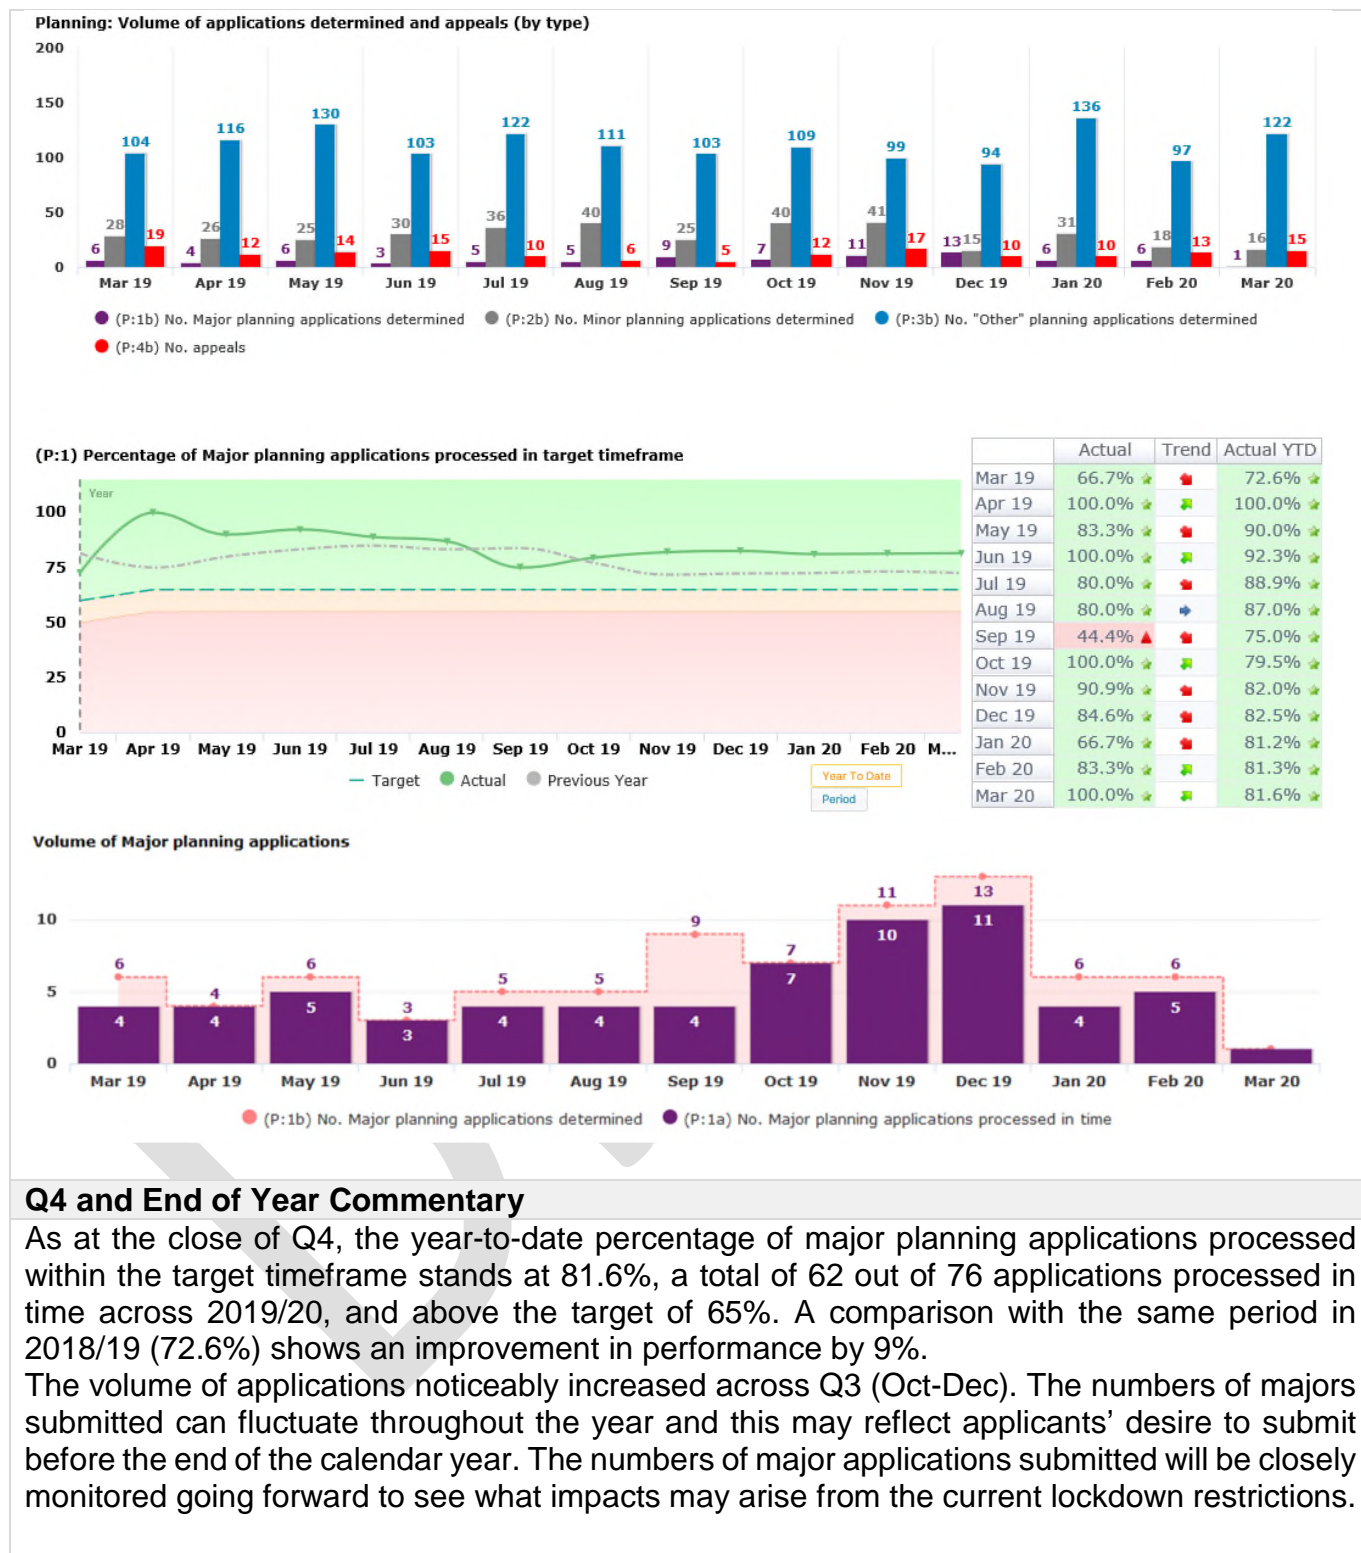 Planning: Volume of applications determined and appeals (by type)
200
150
100
50
0
6 28 104 19
4 26 116 12
6 25 130 14
3 30 103 15
5 36 122 10
5 40 111 6
9 25 103 5
7 40 109 12
11 41 99 17
13 15 94 10
6 31 136 10
6 18 97 13
1 16 122 15
Mar 19 Apr 19 May 19 Jun 19 Jul 19 Aug 19 Sep 19 Oct 19 Nov 19 Dec 19 Jan 20 Feb 20 Mar 20
(P:1b) No. Major planning applications determined (P:2b) No. Minor planning applications determined (P:3b) No. "Other" planning applications determined
(P:4b) No. appeals
(P:1) Percentage of Major planning applications processed in target timeframe
Year
100
75
50
25
0
Mar 19 Apr 19 May 19 Jun 19 Jul 19 Aug 19 Sep 19 Oct 19 Nov 19 Dec 19 Jan 20 Feb 20 M...
Target Actual Previous Year
Year To Date
Period
Actual Trend Actual YTD
Mar 19 66.7% 72.6%
Apr 19 100.0% 100.0%
May 19 83.3% 90.0%
Jun 19 100.0% 92.3%
Jul 19 80.0% 88.9%
Aug 19 80.0% 87.0%
Sep 19 44.4% 75.0%
Oct 19 100.0% 79.5%
Nov 19 90.9% 82.0%
Dec 19 84.6% 82.5%
Jan 20 66.7% 81.2%
Feb 20 83.3% 81.3%
Mar 20 100.0% 81.6%
Volume of Major planning applications
10
5
0
6 4 6 3 5 5 9 7 11 13 6 6
4 4 5 3 4 4 4 7 10 11 4 5
Mar 19 Apr 19 May 19 Jun 19 Jul 19 Aug 19 Sep 19 Oct 19 Nov 19 Dec 19 Jan 20 Feb 20 Mar 20
(P:1b) No. Major planning applications determined (P:1a) No. Major planning applications processed in time
Q4 and End of Year Commentary
As at the close of Q4, the year-to-date percentage of major planning applications processed
within the target timeframe stands at 81.6%, a total of 62 out of 76 applications processed in
time across 2019/20, and above the target of 65%. A comparison with the same period in
2018/19 (72.6%) shows an improvement in performance by 9%.
The volume of applications noticeably increased across Q3 (Oct-Dec). The numbers of majors
submitted can fluctuate throughout the year and this may reflect applicants’ desire to submit
before the end of the calendar year. The numbers of major applications submitted will be closely
monitored going forward to see what impacts may arise from the current lockdown restrictions.